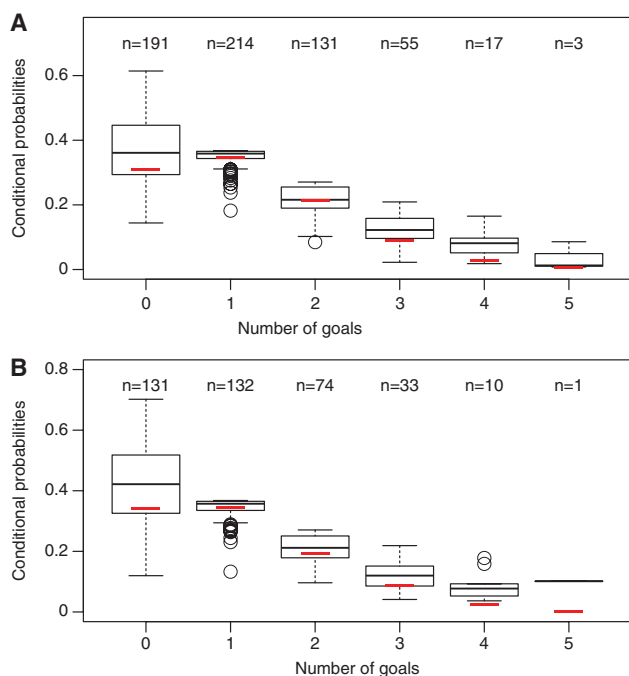 A
n=191 n=214 n=131 n=55 n=17 n=3
Conditional probabilities
0.6
0.4
0.2
0
0 1 2 3 4 5
Number of goals
B
n=131 n=132 n=74 n=33 n=10 n=1
Conditional probabilities
0.8
0.6
0.4
0.2
0
0 1 2 3 4 5
Number of goals